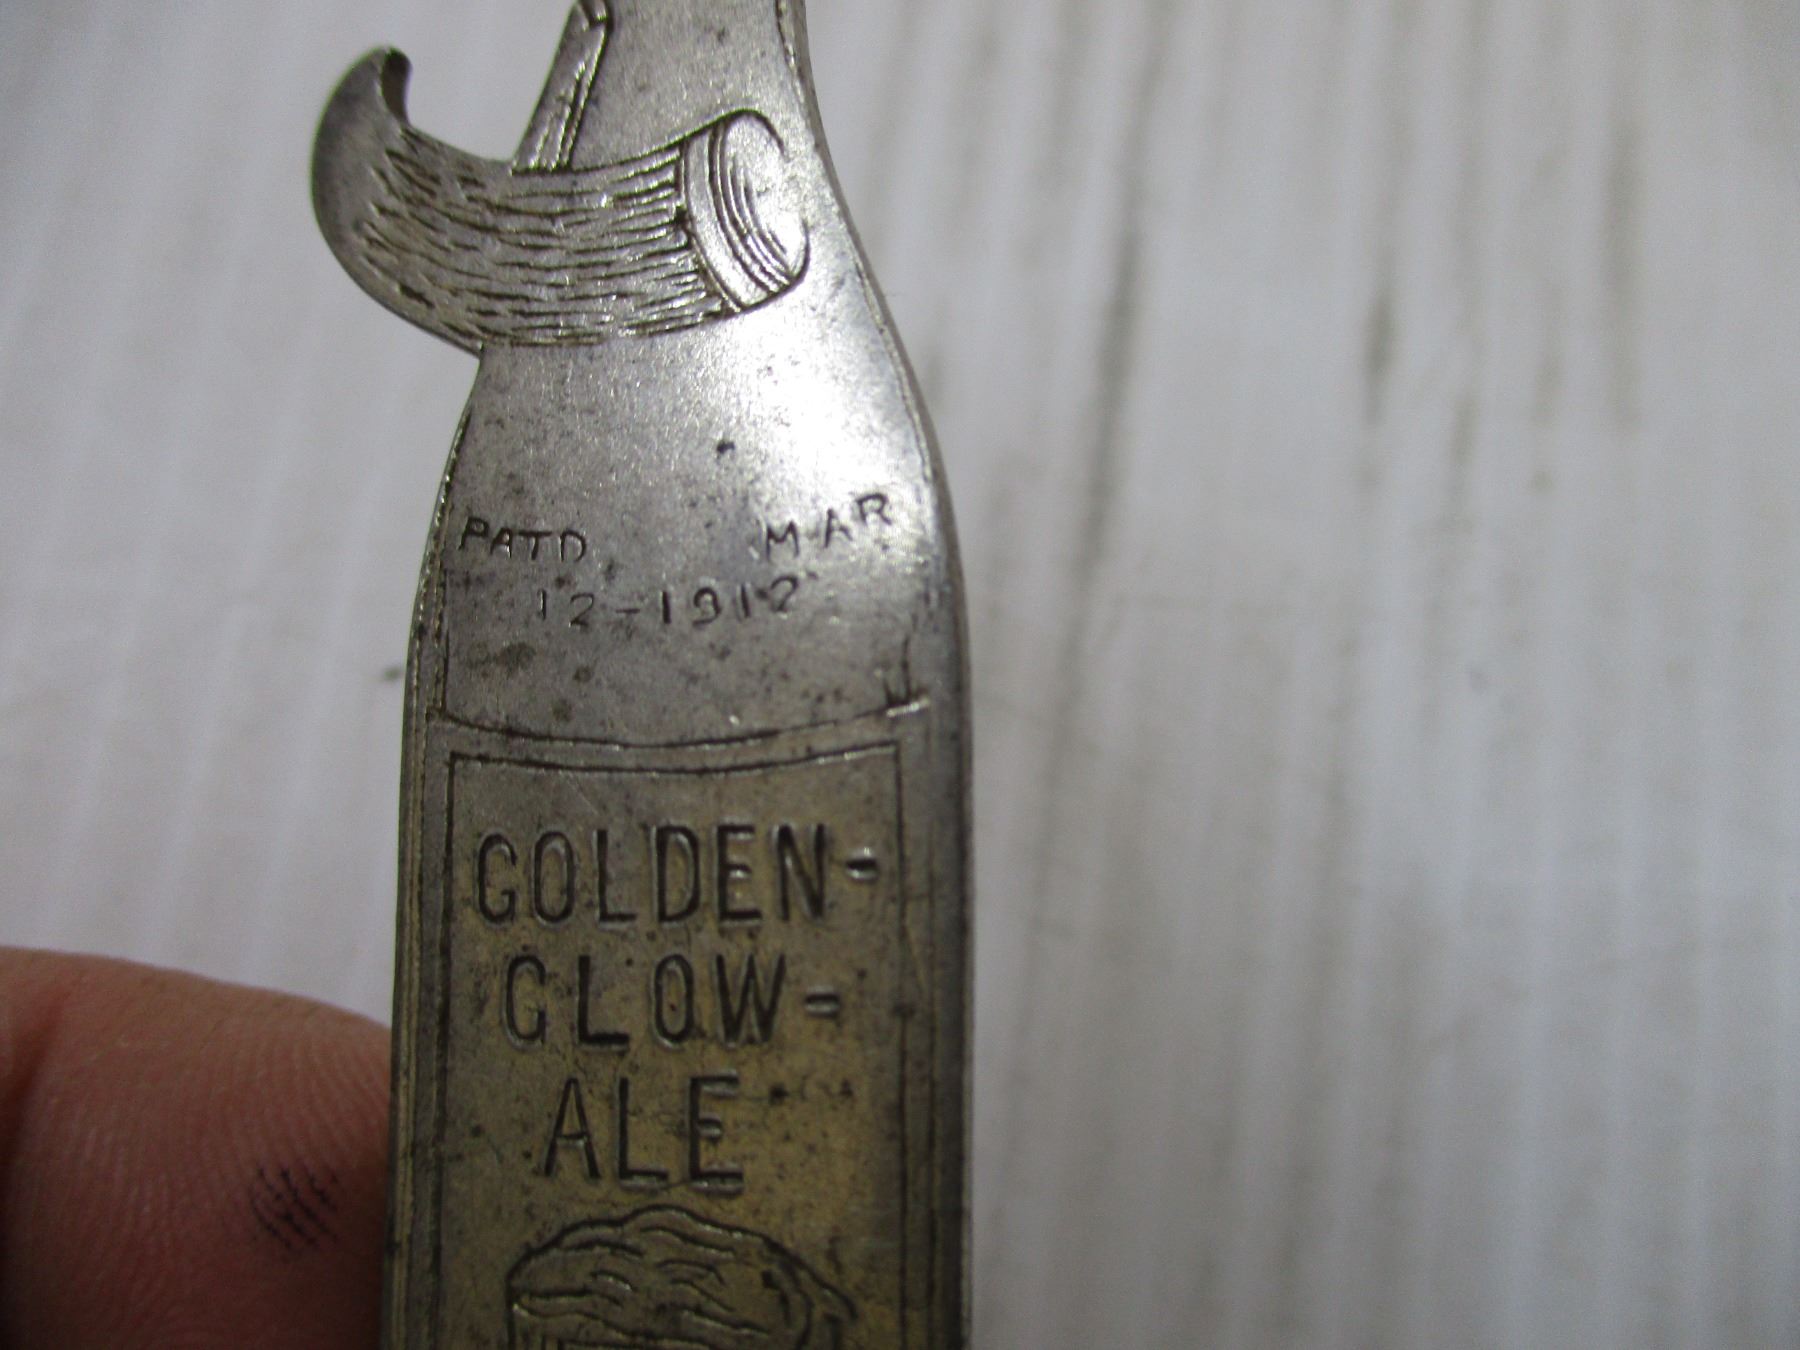 PATD MAR
12-1912
GOLDEN-
GLOW-
ALE